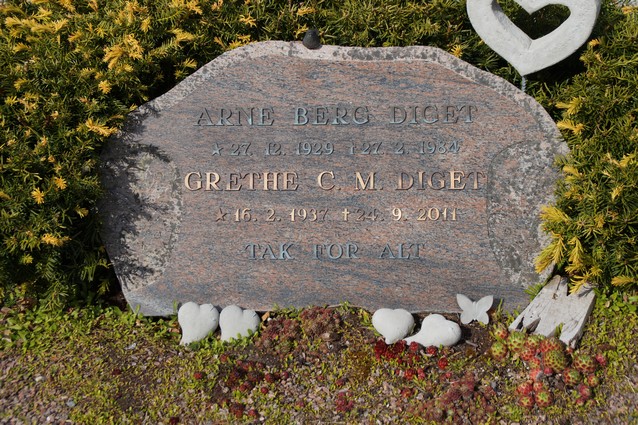 ARNE BERG DIGET
★ 27. 12. 1929 ✝ 27. 2. 1984
GRETHE C. M. DIGET
★ 16. 2. 1937 ✝ 24. 9. 2011
TAK FOR ALT